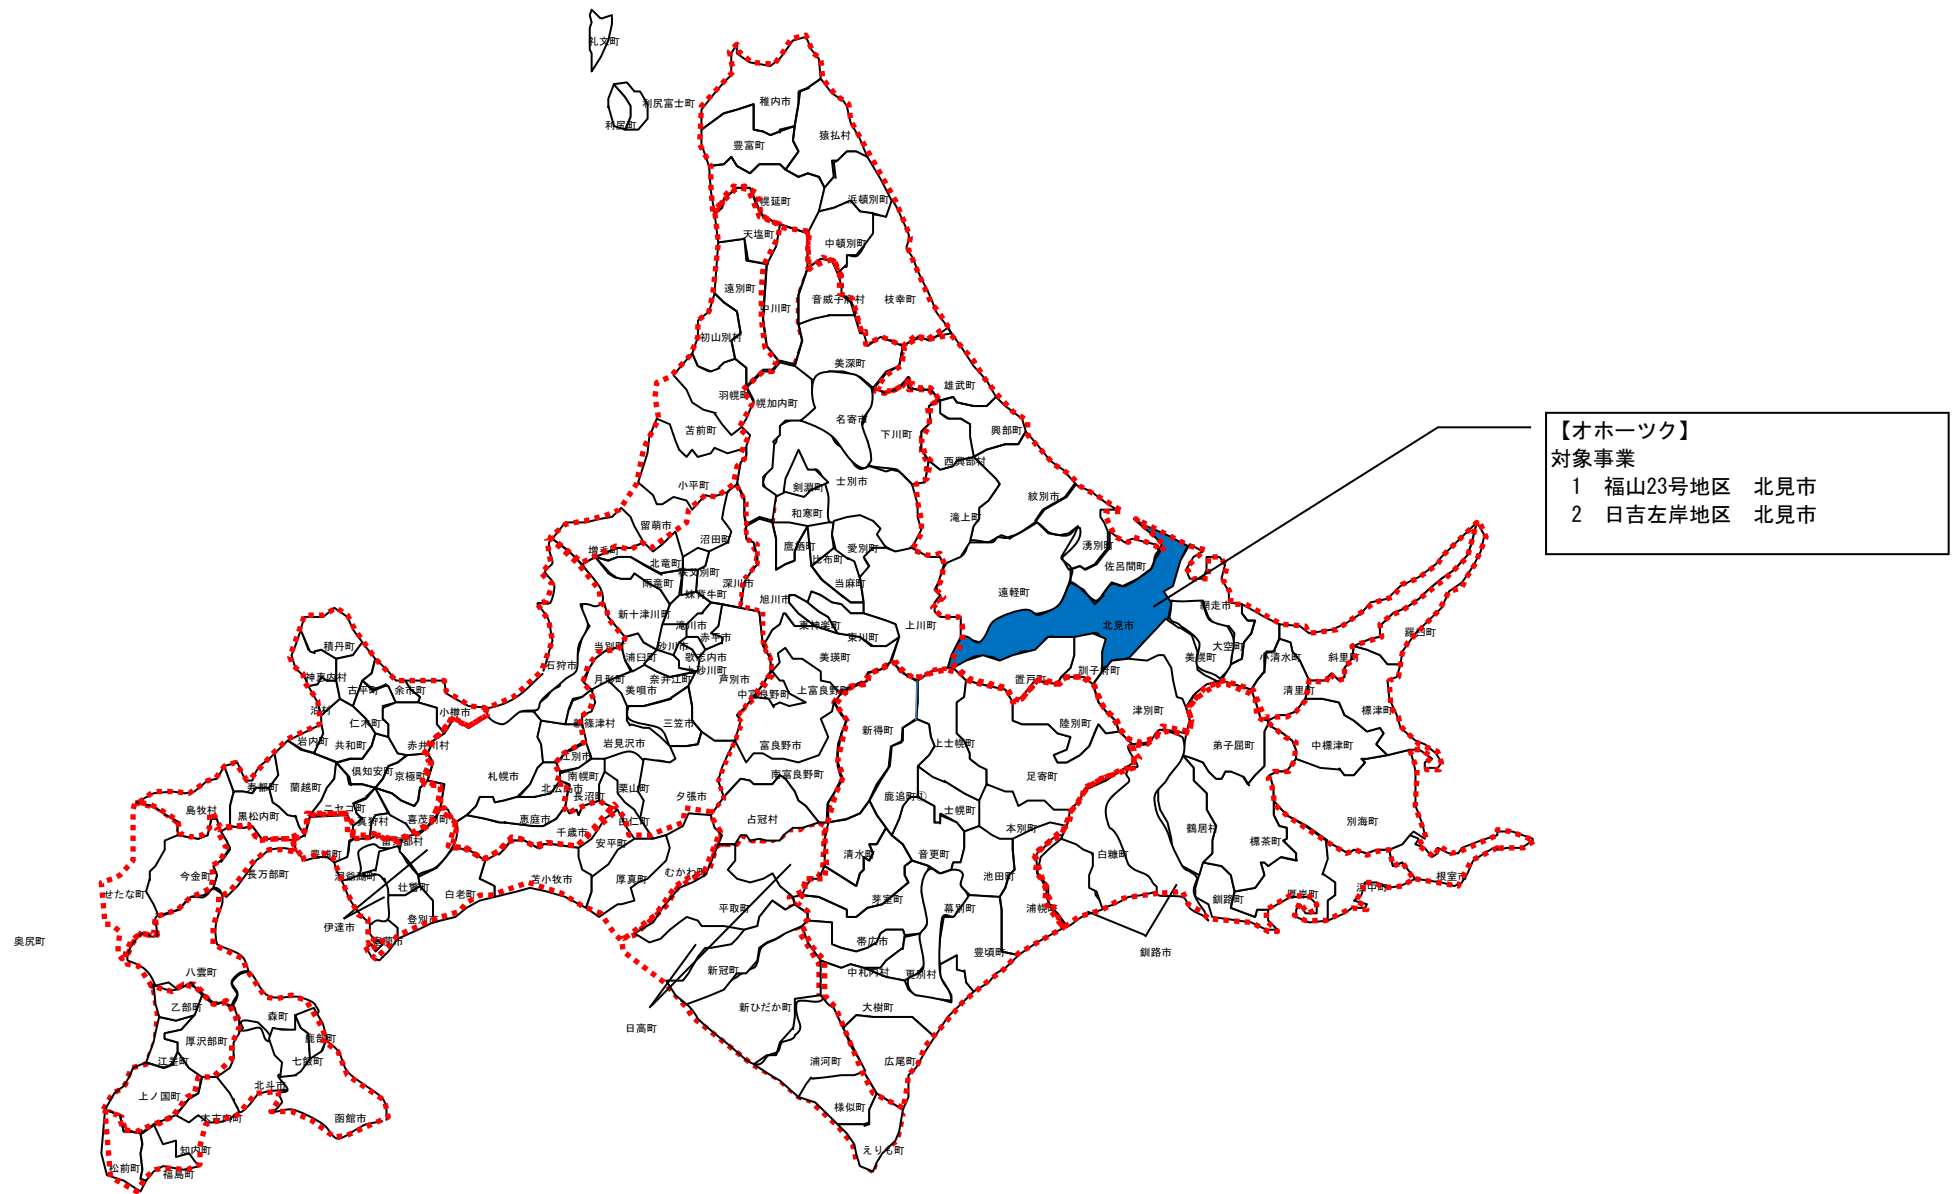 礼文町
利尻富士町
利尻町
稚内市
猿払村
豊富町
浜頓別町
幌延町
天塩町
中頓別町
遠別町
中川町
音威子府村
枝幸町
初山別村
美深町
雄武町
羽幌町
幌加内町
名寄市
下川町
興部町
苫前町
西興部村
【オホーツク】
対象事業
1 福山23号地区 北見市
2 日吉左岸地区 北見市
小平町
剣淵町
士別市
紋別市
滝上町
和寒町
留萌市
沼田町
鷹栖町
愛別町
比布町
湧別町
増毛町
北竜町
秩父別町
佐呂間町
雨竜町
深川市
当麻町
妹背牛町
旭川市
遠軽町
網走市
新十津川町
滝川市
赤平市
東神楽町
東川町
上川町
北見市
羅臼町
当別町
砂川市
浦臼町
歌志内市
上砂川町
美瑛町
美幌町
大空町
小清水町
斜里町
積丹町
石狩市
神恵内村
古平町
余市町
月形町
奈井江町
美唄市
芦別市
中富良野町
上富良野町
置戸町
訓子府町
清里町
泊村
小樽市
仁木町
新篠津村
三笠市
新得町
陸別町
津別町
標津町
岩内町
共和町
赤井川村
岩見沢市
富良野市
上士幌町
弟子屈町
中標津町
江別市
倶知安町
京極町
札幌市
南幌町
南富良野町
足寄町
寿都町
蘭越町
北広島市
長沼町
栗山町
夕張市
鹿追町①
士幌町
島牧村
黒松内町
ニセコ町
真狩村
喜茂別町
恵庭市
千歳市
由仁町
占冠村
本別町
鶴居村
標茶町
別海町
豊浦町
留寿都村
安平町
清水町
音更町
白糠町
今金町
長万部町
洞爺湖町
壮瞥町
白老町
苫小牧市
厚真町
むかわ町
池田町
せたな町
芽室町
幕別町
浦幌町
釧路町
厚岸町
浜中町
根室市
伊達市
登別市
室蘭市
平取町
奥尻町
帯広市
豊頃町
釧路市
八雲町
新冠町
中札内村
更別村
乙部町
森町
新ひだか町
大樹町
日高町
厚沢部町
鹿部町
江差町
七飯町
浦河町
広尾町
北斗市
上ノ国町
木古内町
函館市
様似町
知内町
えりも町
松前町
福島町